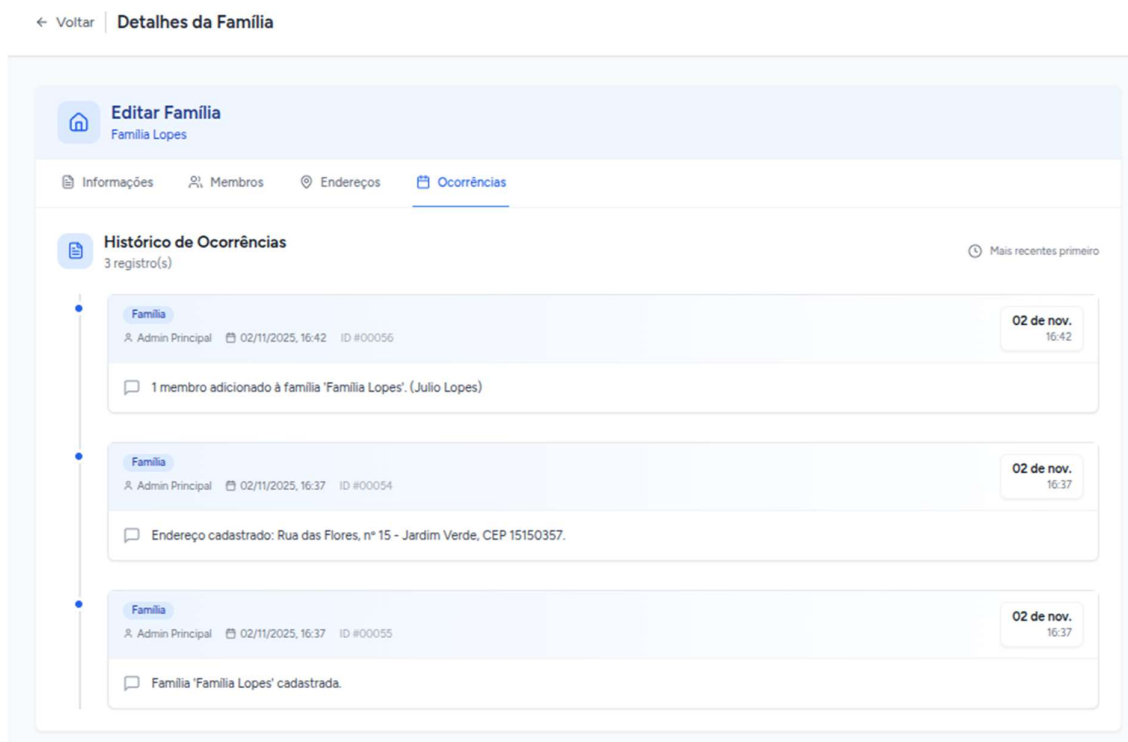 Voltar
Detalhes da Família
Editar Família
Família Lopes
Informações
Membros
Endereços
Ocorrências
Histórico de Ocorrências
3 registro(s)
Mais recentes primeiro
Família
Admin Principal 02/11/2025, 16:42 ID #00056
02 de nov.
16:42
1 membro adicionado à família 'Família Lopes'. (Julio Lopes)
Família
Admin Principal 02/11/2025, 16:37 ID #00054
02 de nov.
16:37
Endereço cadastrado: Rua das Flores, nº 15 - Jardim Verde, CEP 15150357.
Família
Admin Principal 02/11/2025, 16:37 ID #00055
02 de nov.
16:37
Família 'Família Lopes' cadastrada.